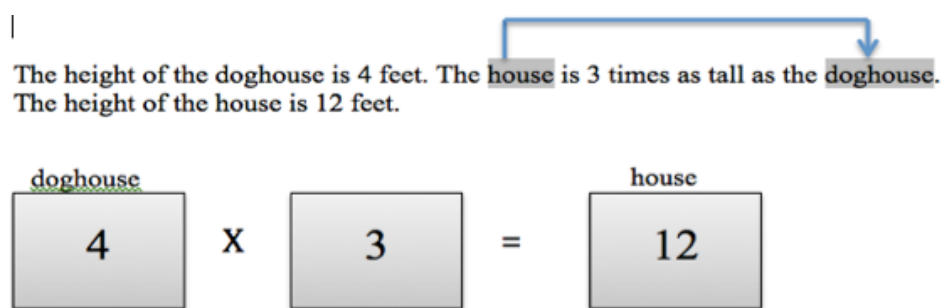 The height of the doghouse is 4 feet. The house is 3 times as tall as the doghouse.
The height of the house is 12 feet.
doghouse house
4 X 3 = 12